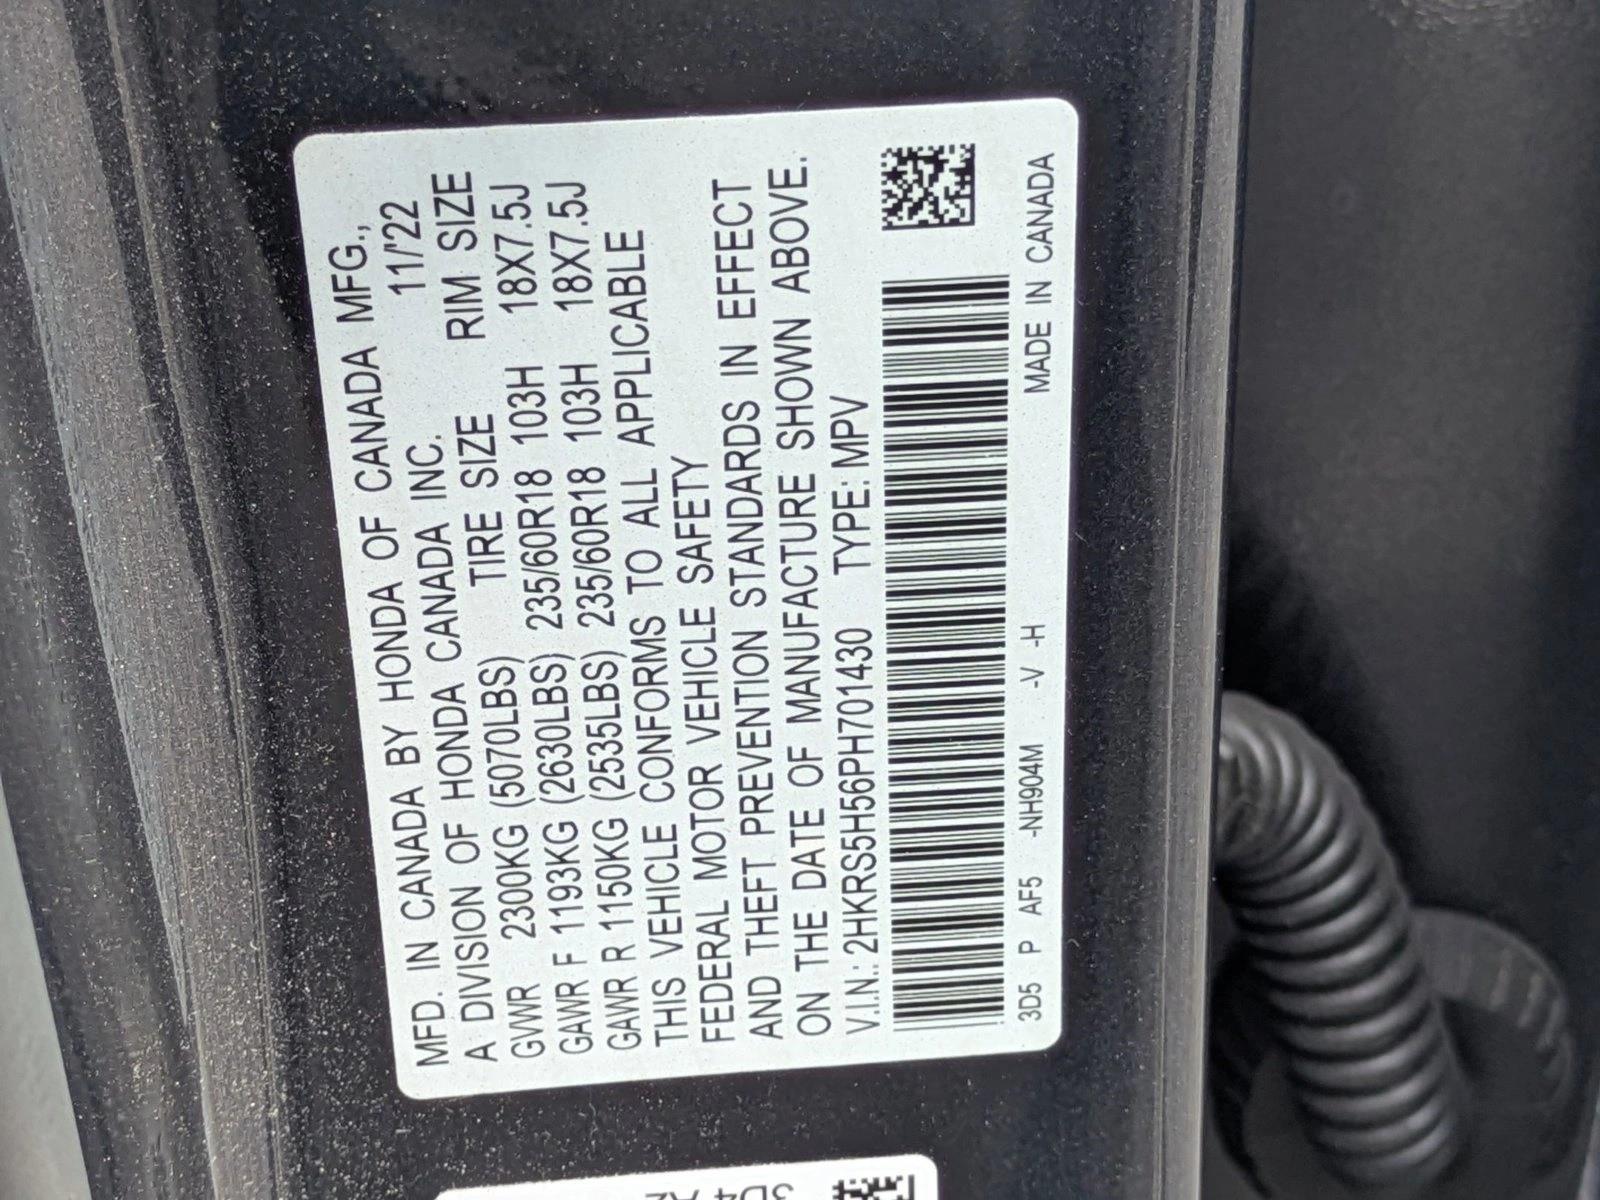 MFD. IN CANADA BY HONDA OF CANADA MFG.,
A DIVISION OF HONDA CANADA INC. 11/'22
GVWR 2300KG (5070LBS) TIRE SIZE RIM SIZE
GAWR F 1193KG (2630LBS) 235/60R18 103H 18X7.5J
GAWR R 1150KG (2535LBS) 235/60R18 103H 18X7.5J
THIS VEHICLE CONFORMS TO ALL APPLICABLE
FEDERAL MOTOR VEHICLE SAFETY
AND THEFT PREVENTION STANDARDS IN EFFECT
ON THE DATE OF MANUFACTURE SHOWN ABOVE.
V.I.N.: 2HKRS5H56PH701430 TYPE: MPV
3D5 P AF5 -NH904M -V -H MADE IN CANADA